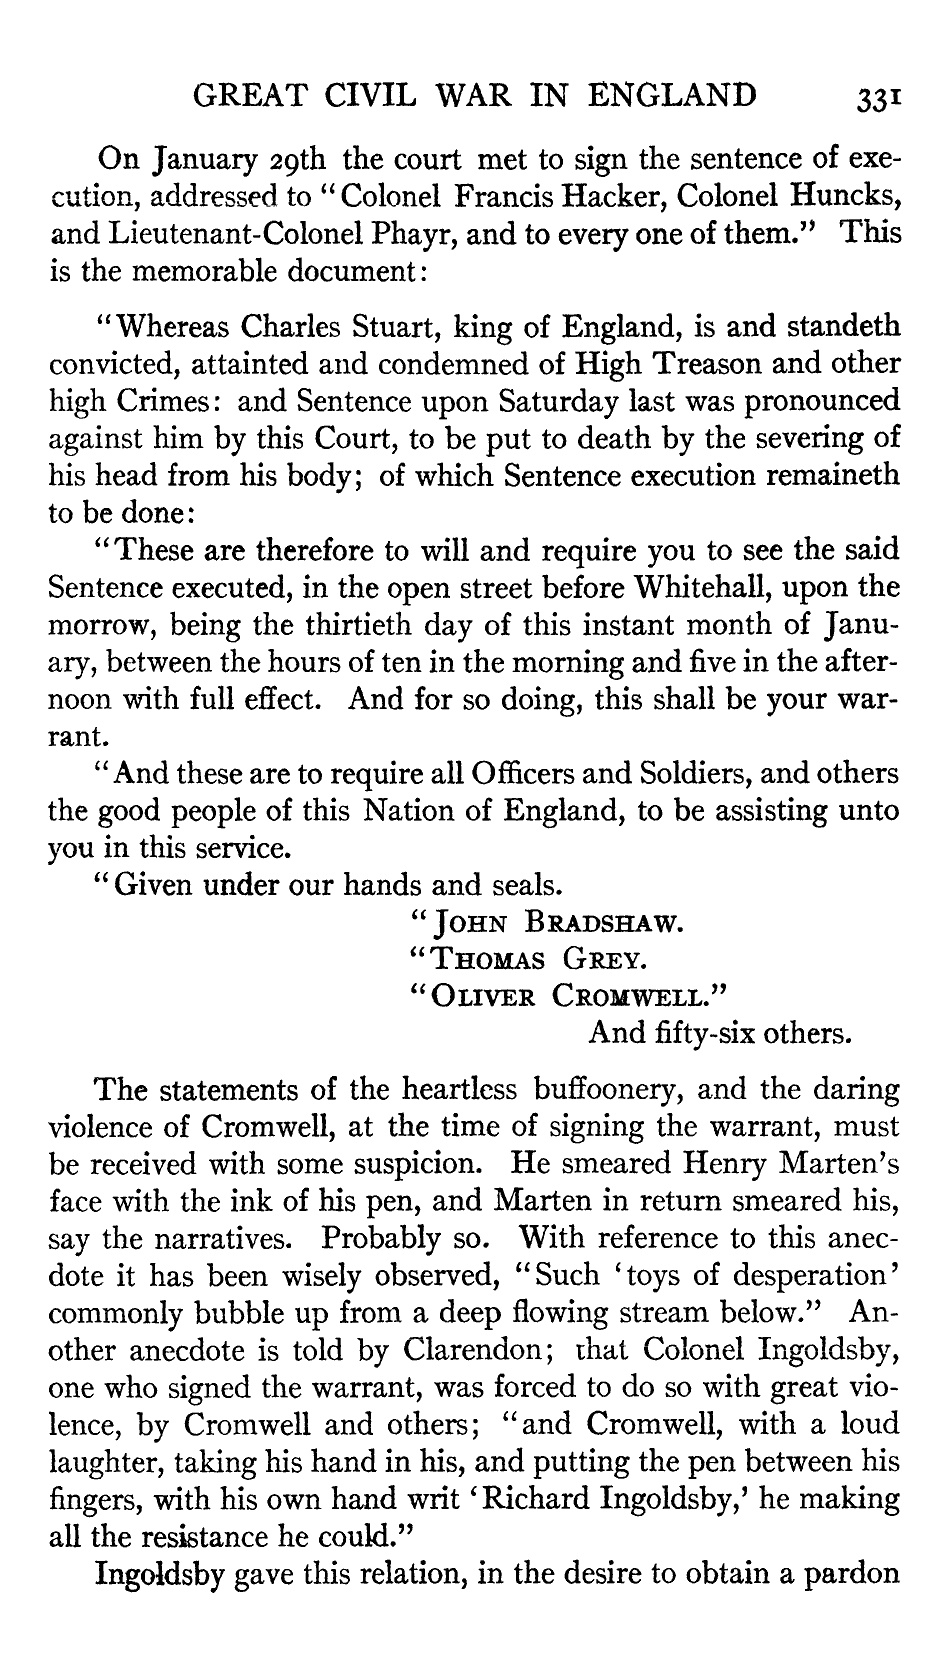 GREAT CIVIL WAR IN ENGLAND 331
On January 29th the court met to sign the sentence of exe-
cution, addressed to "Colonel Francis Hacker, Colonel Huncks,
and Lieutenant-Colonel Phayr, and to every one of them." This
is the memorable document:
"Whereas Charles Stuart, king of England, is and standeth
convicted, attainted and condemned of High Treason and other
high Crimes: and Sentence upon Saturday last was pronounced
against him by this Court, to be put to death by the severing of
his head from his body; of which Sentence execution remaineth
to be done:
"These are therefore to will and require you to see the said
Sentence executed, in the open street before Whitehall, upon the
morrow, being the thirtieth day of this instant month of Janu-
ary, between the hours of ten in the morning and five in the after-
noon with full effect. And for so doing, this shall be your war-
rant.
"And these are to require all Officers and Soldiers, and others
the good people of this Nation of England, to be assisting unto
you in this service.
"Given under our hands and seals.
"JOHN BRADSHAW.
"THOMAS GREY.
"OLIVER CROMWELL."
And fifty-six others.
The statements of the heartless buffoonery, and the daring
violence of Cromwell, at the time of signing the warrant, must
be received with some suspicion. He smeared Henry Marten's
face with the ink of his pen, and Marten in return smeared his,
say the narratives. Probably so. With reference to this anec-
dote it has been wisely observed, "Such 'toys of desperation'
commonly bubble up from a deep flowing stream below." An-
other anecdote is told by Clarendon; that Colonel Ingoldsby,
one who signed the warrant, was forced to do so with great vio-
lence, by Cromwell and others; "and Cromwell, with a loud
laughter, taking his hand in his, and putting the pen between his
fingers, with his own hand writ 'Richard Ingoldsby,' he making
all the resistance he could."
Ingoldsby gave this relation, in the desire to obtain a pardon